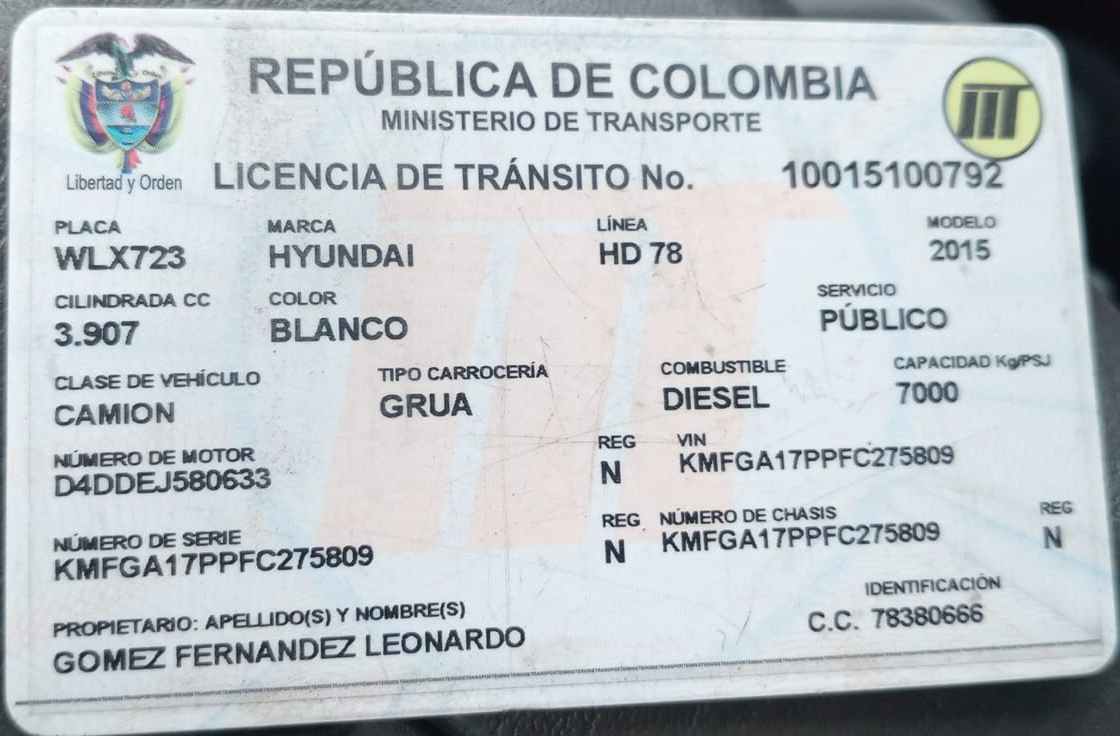 REPÚBLICA DE COLOMBIA
MINISTERIO DE TRANSPORTE
Libertad y Orden
LICENCIA DE TRÁNSITO No. 10015100792
PLACA MARCA LÍNEA MODELO
WLX723 HYUNDAI HD 78 2015
CILINDRADA CC COLOR SERVICIO
3.907 BLANCO PÚBLICO
CLASE DE VEHÍCULO TIPO CARROCERÍA COMBUSTIBLE CAPACIDAD Kg/PSJ
CAMION GRUA DIESEL 7000
NÚMERO DE MOTOR REG VIN
D4DDEJ580633 N KMFGA17PPFC275809
NÚMERO DE SERIE REG NÚMERO DE CHASIS REG
KMFGA17PPFC275809 N KMFGA17PPFC275809 N
PROPIETARIO: APELLIDO(S) Y NOMBRE(S) IDENTIFICACIÓN
GOMEZ FERNANDEZ LEONARDO C.C. 78380666